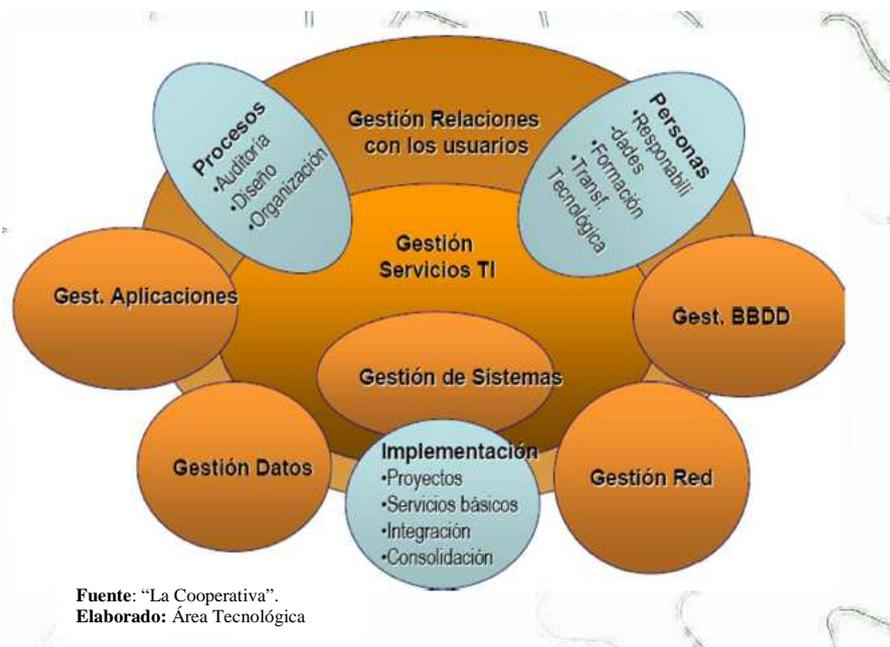 Procesos
•Auditoría
•Diseño
•Organización
Gestión Relaciones
con los usuarios
Personas
•Responsabili
-dades
•Formación
•Transf.
Tecnológica
Gestión
Servicios TI
Gest. Aplicaciones
Gest. BBDD
Gestión de Sistemas
Gestión Datos
Implementación
•Proyectos
•Servicios básicos
•Integración
•Consolidación
Gestión Red
Fuente: “La Cooperativa”.
Elaborado: Área Tecnológica